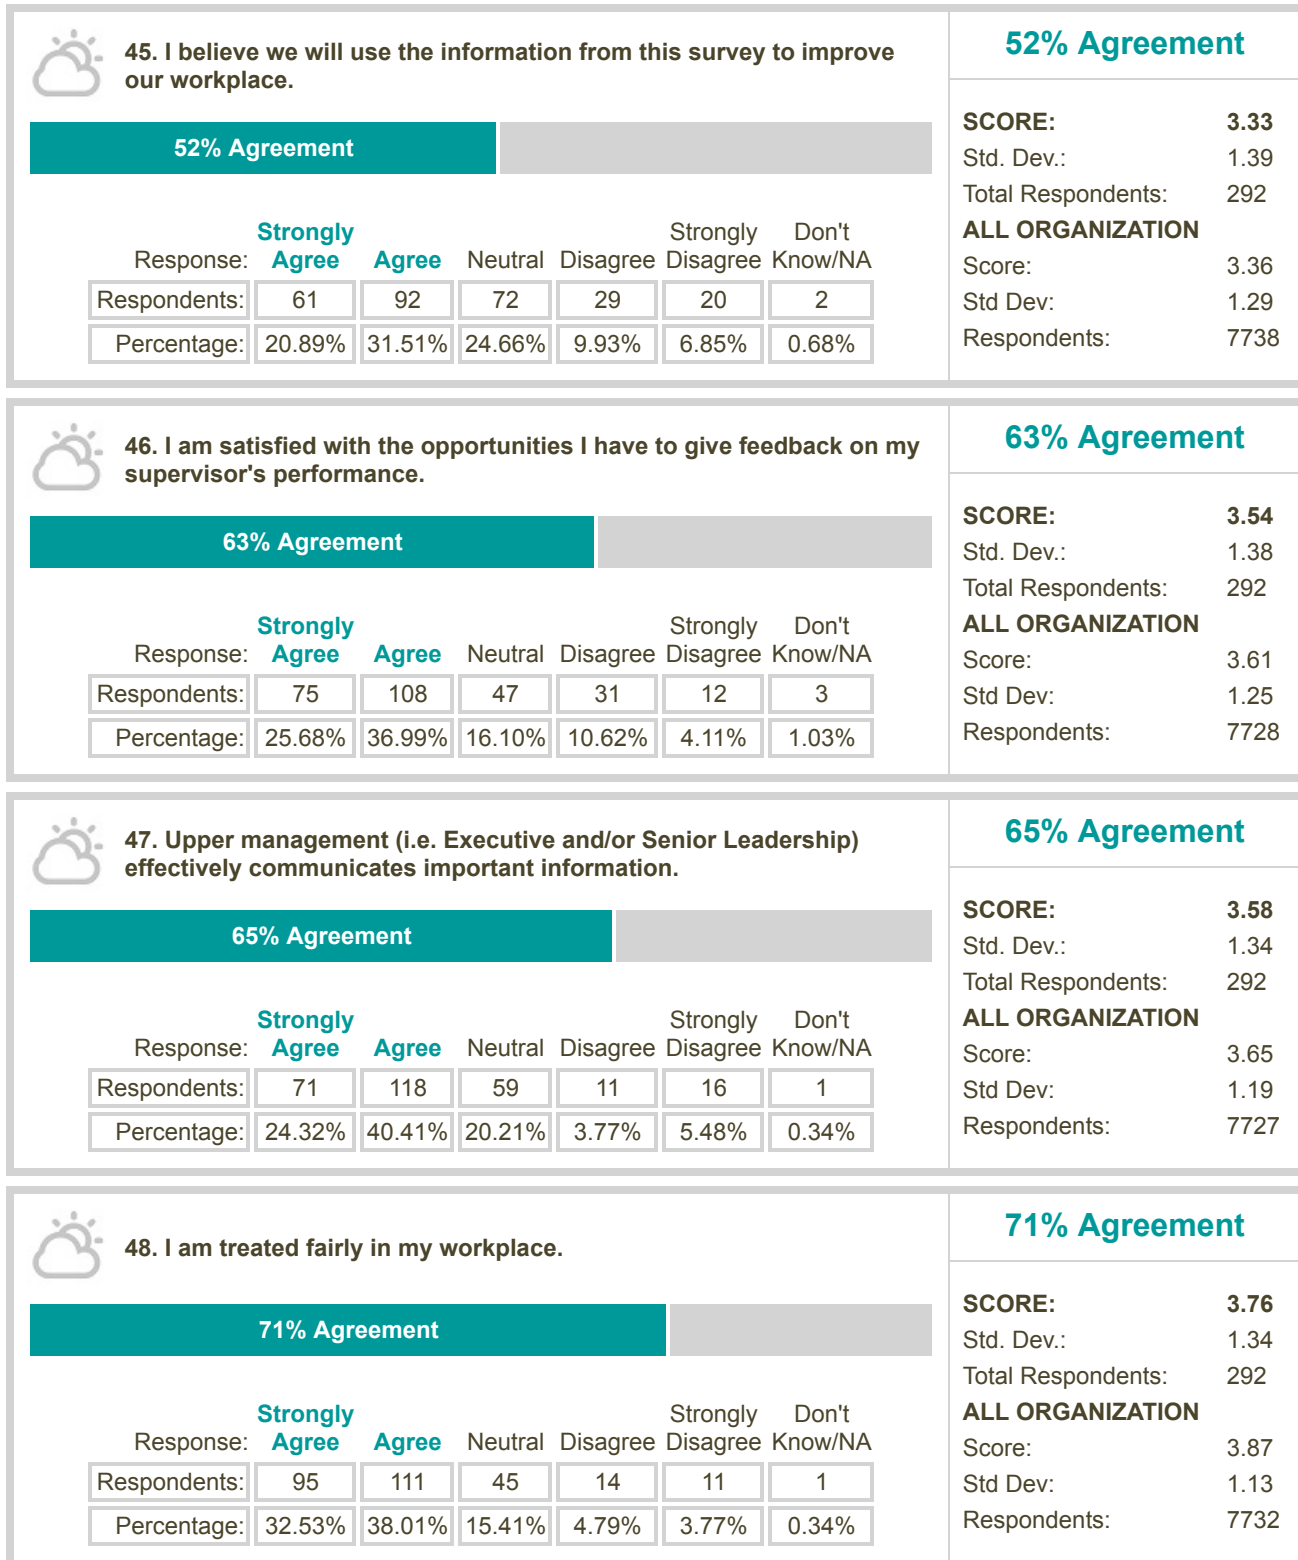 45. I believe we will use the information from this survey to improve
our workplace.
52% Agreement
52% Agreement
Strongly Strongly Don't
Response: Agree Agree Neutral Disagree Disagree Know/NA
Respondents: 61 92 72 29 20 2
Percentage: 20.89% 31.51% 24.66% 9.93% 6.85% 0.68%
SCORE: 3.33
Std. Dev.: 1.39
Total Respondents: 292
ALL ORGANIZATION
Score: 3.36
Std Dev: 1.29
Respondents: 7738
46. I am satisfied with the opportunities I have to give feedback on my
supervisor's performance.
63% Agreement
63% Agreement
Strongly Strongly Don't
Response: Agree Agree Neutral Disagree Disagree Know/NA
Respondents: 75 108 47 31 12 3
Percentage: 25.68% 36.99% 16.10% 10.62% 4.11% 1.03%
SCORE: 3.54
Std. Dev.: 1.38
Total Respondents: 292
ALL ORGANIZATION
Score: 3.61
Std Dev: 1.25
Respondents: 7728
47. Upper management (i.e. Executive and/or Senior Leadership)
effectively communicates important information.
65% Agreement
65% Agreement
Strongly Strongly Don't
Response: Agree Agree Neutral Disagree Disagree Know/NA
Respondents: 71 118 59 11 16 1
Percentage: 24.32% 40.41% 20.21% 3.77% 5.48% 0.34%
SCORE: 3.58
Std. Dev.: 1.34
Total Respondents: 292
ALL ORGANIZATION
Score: 3.65
Std Dev: 1.19
Respondents: 7727
48. I am treated fairly in my workplace.
71% Agreement
71% Agreement
Strongly Strongly Don't
Response: Agree Agree Neutral Disagree Disagree Know/NA
Respondents: 95 111 45 14 11 1
Percentage: 32.53% 38.01% 15.41% 4.79% 3.77% 0.34%
SCORE: 3.76
Std. Dev.: 1.34
Total Respondents: 292
ALL ORGANIZATION
Score: 3.87
Std Dev: 1.13
Respondents: 7732